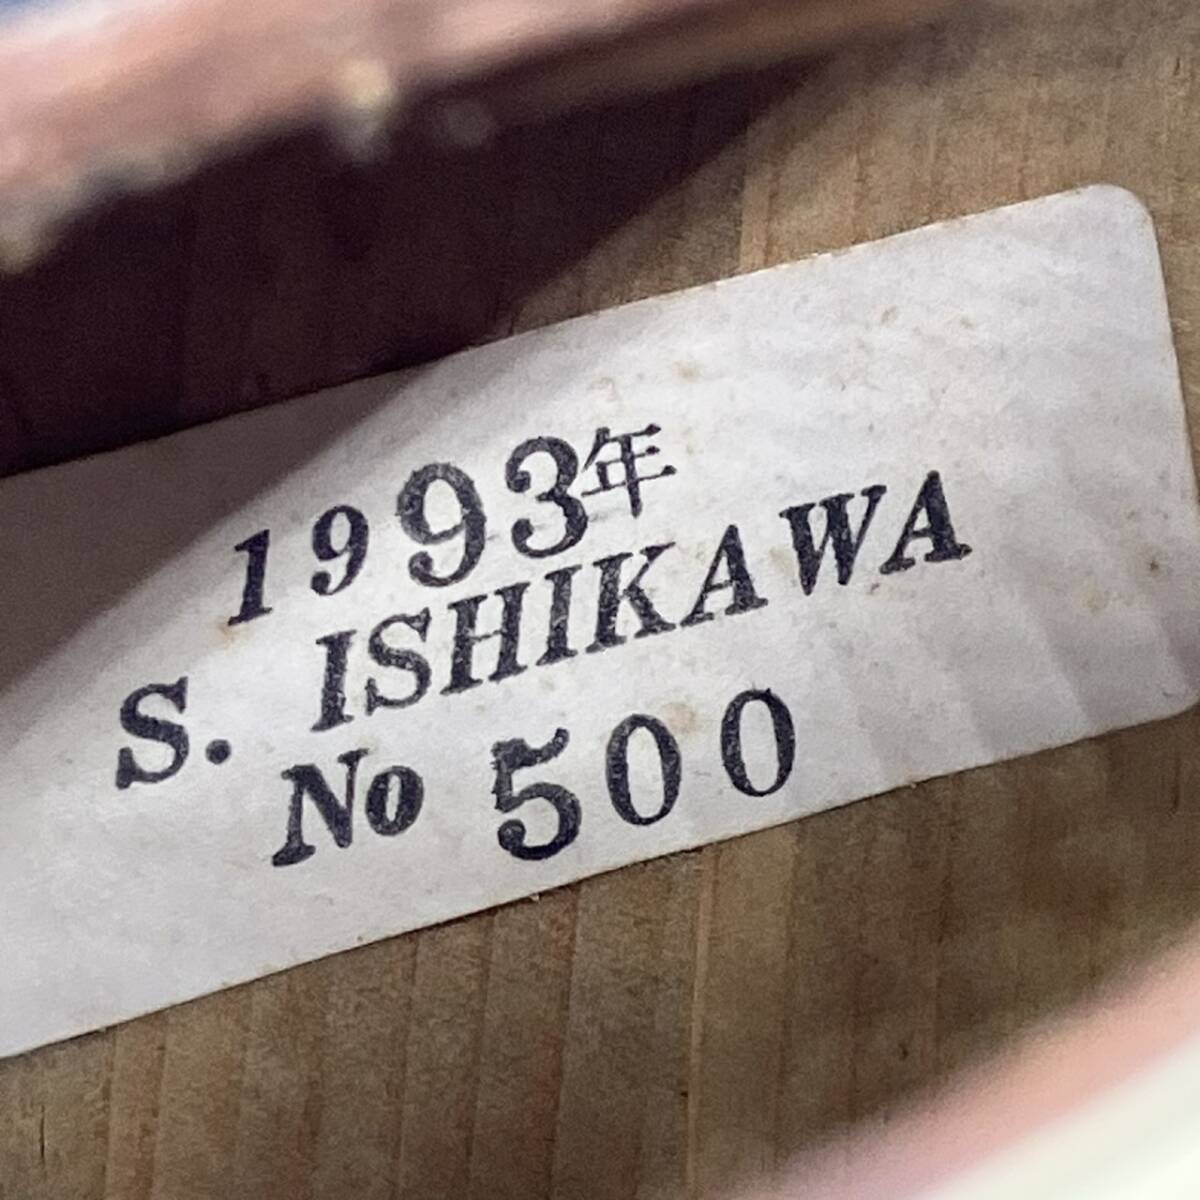 1993年
S. ISHIKAWA
No 500